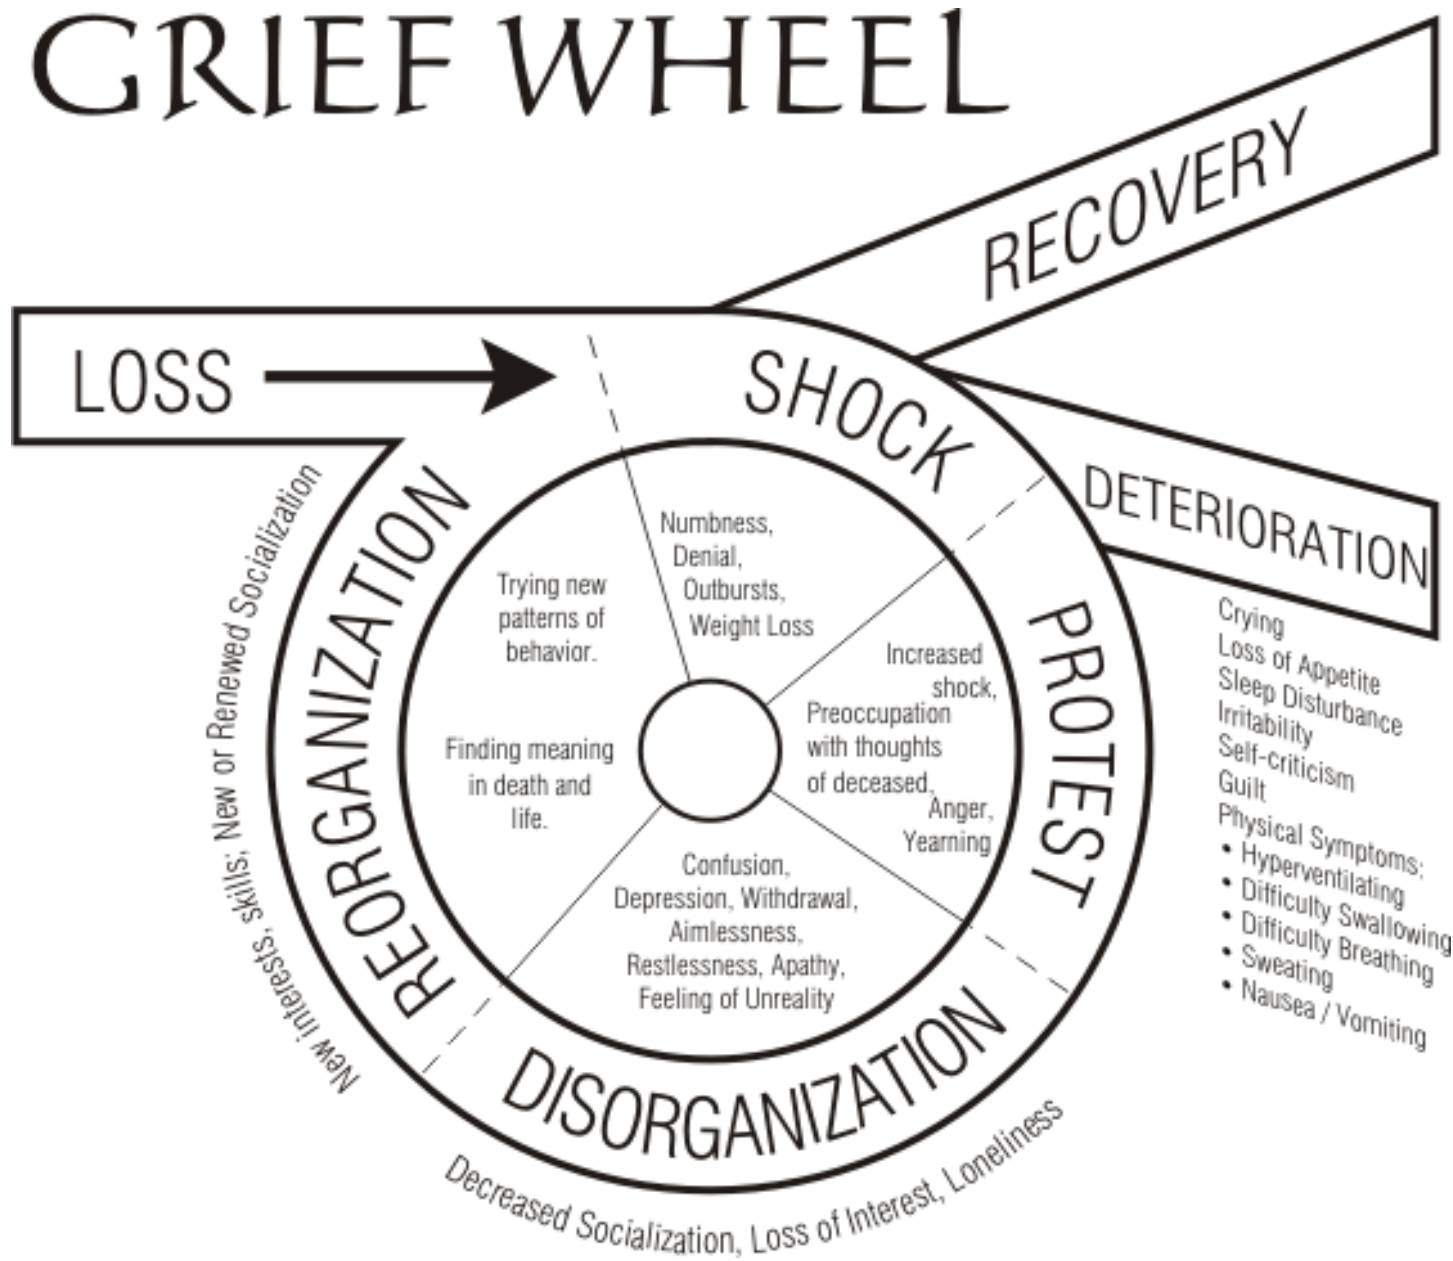 GRIEF WHEEL
RECOVERY
LOSS
SHOCK
DETERIORATION
PROTEST
DISORGANIZATION
REORGANIZATION
Numbness,
Denial,
Outbursts,
Weight Loss
Increased
shock,
Preoccupation
with thoughts
of deceased,
Anger,
Yearning
Confusion,
Depression, Withdrawal,
Aimlessness,
Restlessness, Apathy,
Feeling of Unreality
Trying new
patterns of
behavior.
Finding meaning
in death and
life.
Crying
Loss of Appetite
Sleep Disturbance
Irritability
Self-criticism
Guilt
Physical Symptoms:
• Hyperventilating
• Difficulty Swallowing
• Difficulty Breathing
• Sweating
• Nausea / Vomiting
Decreased Socialization, Loss of Interest, Loneliness
New interests, skills; New or Renewed Socialization